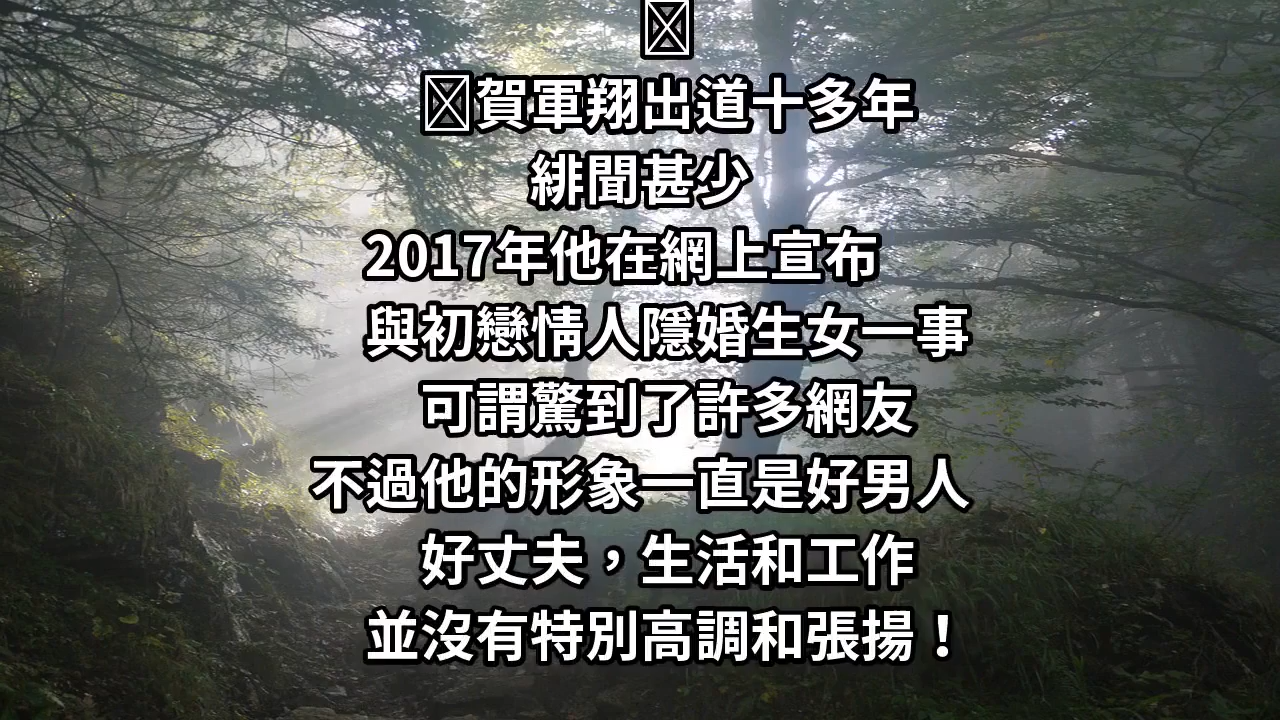 賀軍翔出道十多年
緋聞甚少
2017年他在網上宣布
與初戀情人隱婚生女一事
可謂驚到了許多網友
不過他的形象一直是好男人
好丈夫，生活和工作
並沒有特別高調和張揚！